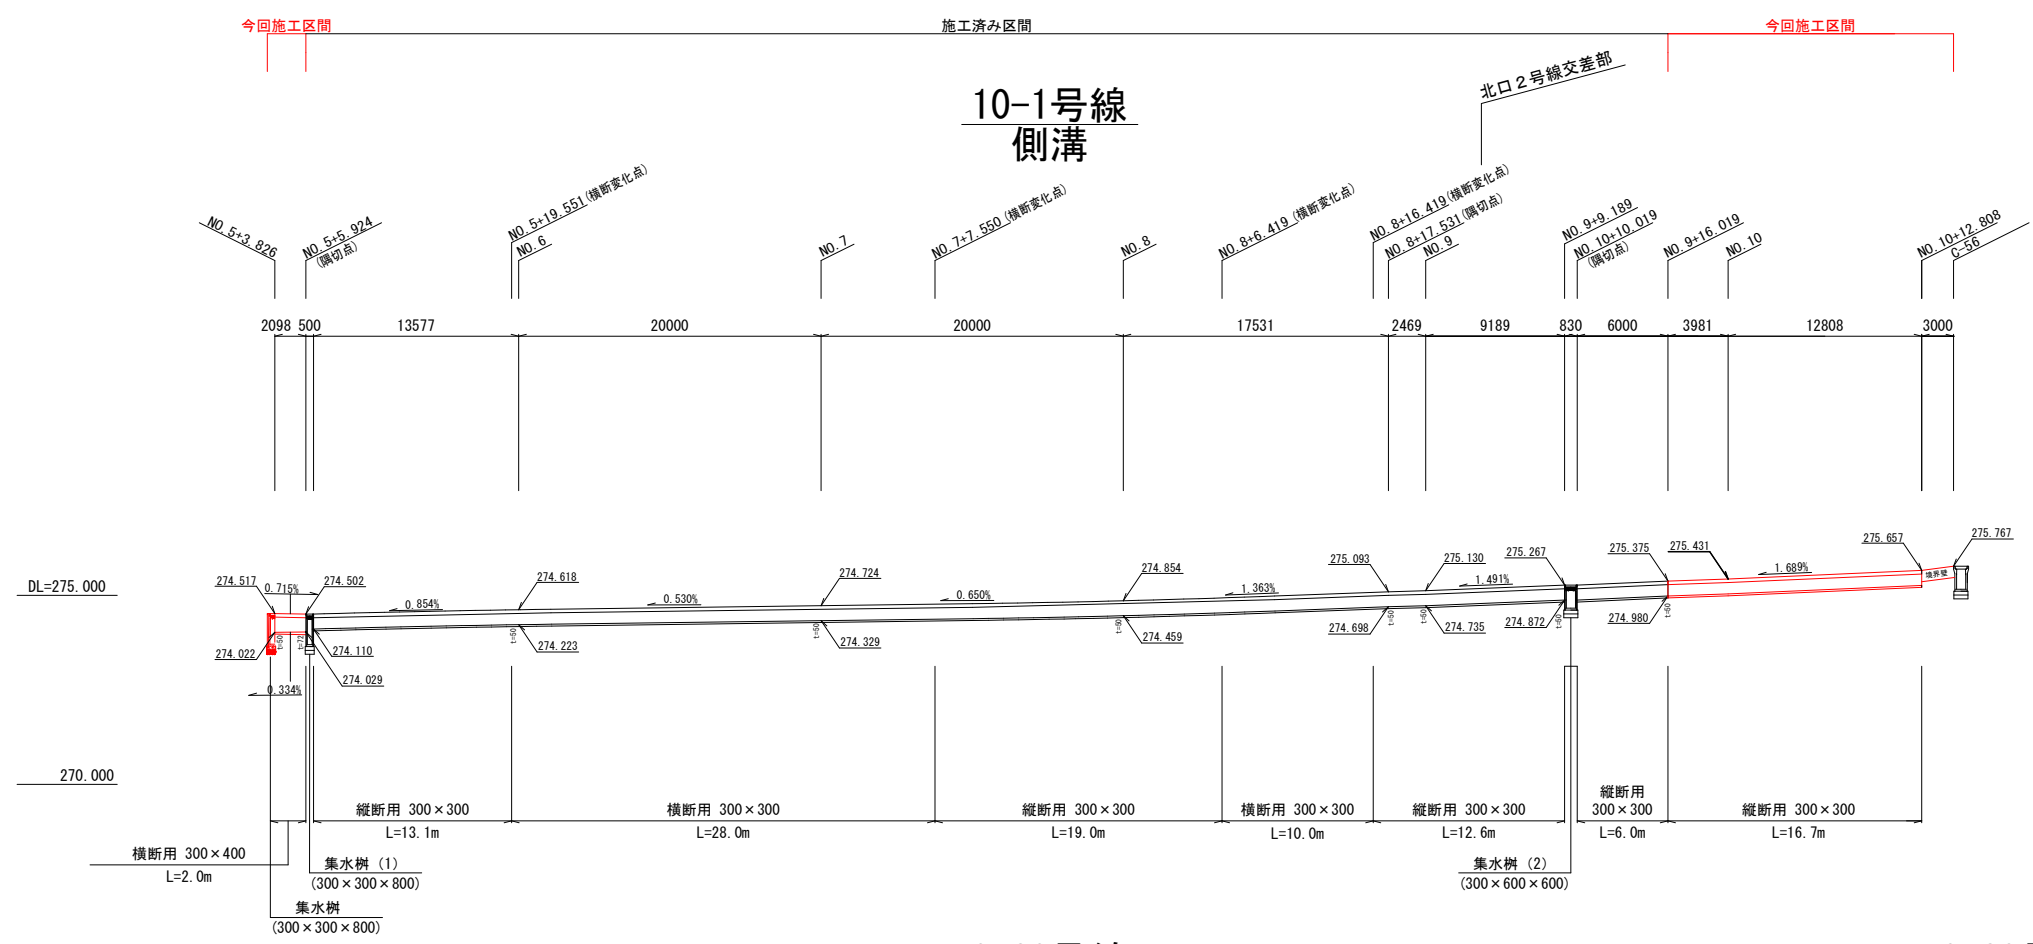 今回施工区間
施工済み区間
今回施工区間
10-1号線
側溝
北口２号線交差部
NO.5+3.826
NO.5+5.924
(隅切点)
NO.5+19.551(横断変化点)
NO.6
NO.7
NO.7+7.550(横断変化点)
NO.8
NO.8+6.419(横断変化点)
NO.8+16.419(横断変化点)
NO.8+17.531(隅切点)
NO.9
NO.9+9.189
NO.10+10.019
(隅切点)
NO.9+16.019
NO.10
NO.10+12.808
C-56
2098 500 13577 20000 20000 17531 2469 9189 830 6000 3981 12808 3000
DL=275.000
274.517
0.715%
274.502
0.854%
274.618
0.530%
274.724
0.650%
274.854
1.363%
275.093
275.130
1.491%
275.267
275.375
275.431
1.689%
275.657
境界壁
275.767
t=50
t=72
t=50
t=50
t=50
t=50
t=50
t=50
274.022
274.110
274.029
0.334%
274.223
274.329
274.459
274.698
274.735
274.872
274.980
270.000
縦断用 300×300
L=13.1m
横断用 300×300
L=28.0m
縦断用 300×300
L=19.0m
横断用 300×300
L=10.0m
縦断用 300×300
L=12.6m
縦断用
300×300
L=6.0m
縦断用 300×300
L=16.7m
横断用 300×400
L=2.0m
集水桝（1）
(300×300×800)
集水桝（2）
(300×600×600)
集水桝
(300×300×800)